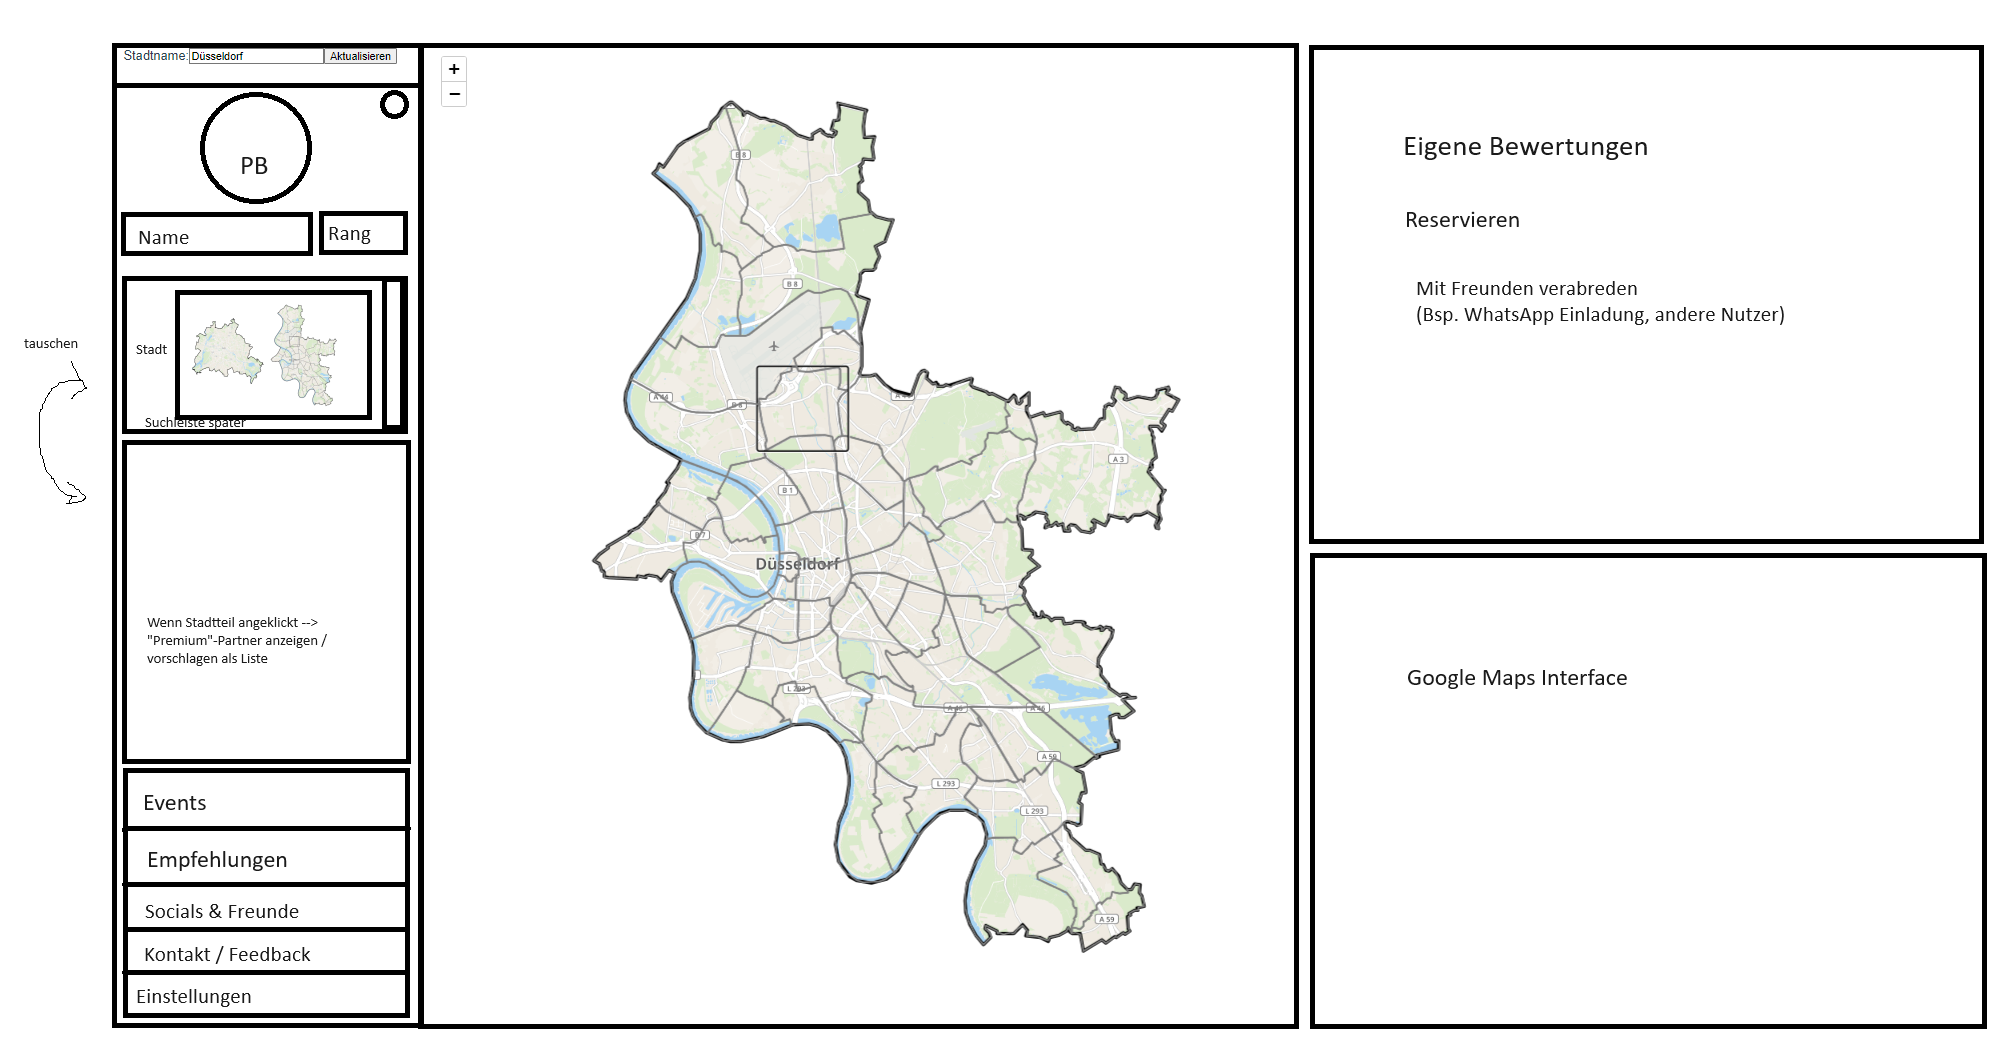 Stadtname: Düsseldorf Aktualisieren
PB
Name
Rang
Stadt
Suchleiste später
tauschen
Wenn Stadtteil angeklickt -->
"Premium"-Partner anzeigen /
vorschlagen als Liste
Events
Empfehlungen
Socials & Freunde
Kontakt / Feedback
Einstellungen
+
−
B 8
B 8
A 44
B 8
A 44
A 3
B 1
B 7
Düsseldorf
L 293
A 46
A 46
A 59
L 293
L 293
A 59
Eigene Bewertungen
Reservieren
Mit Freunden verabreden
(Bsp. WhatsApp Einladung, andere Nutzer)
Google Maps Interface